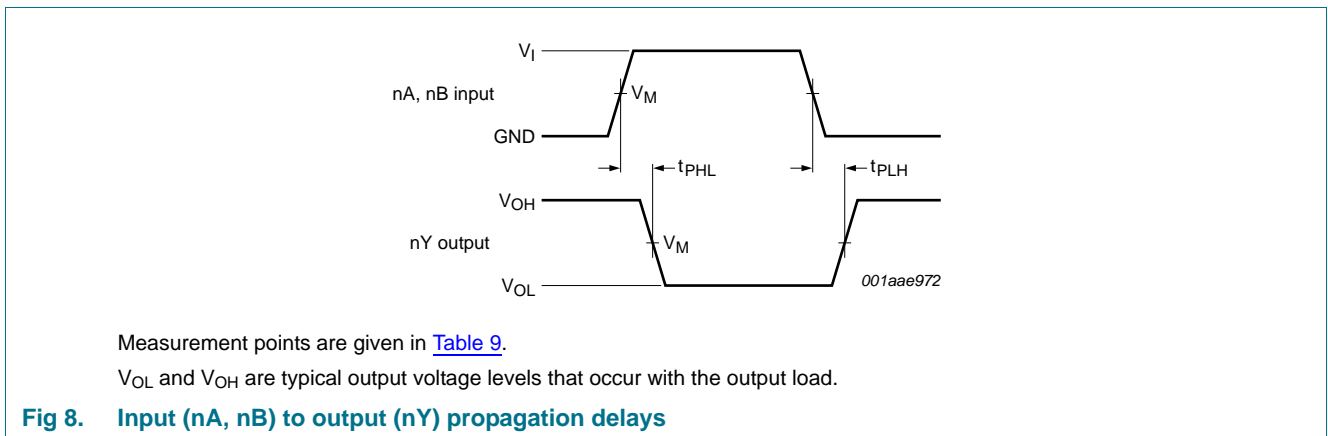 V_I
nA, nB input
V_M
GND
t_PHL
t_PLH
V_OH
nY output
V_M
V_OL
001aae972
Measurement points are given in Table 9.
V_OL and V_OH are typical output voltage levels that occur with the output load.
Fig 8. Input (nA, nB) to output (nY) propagation delays